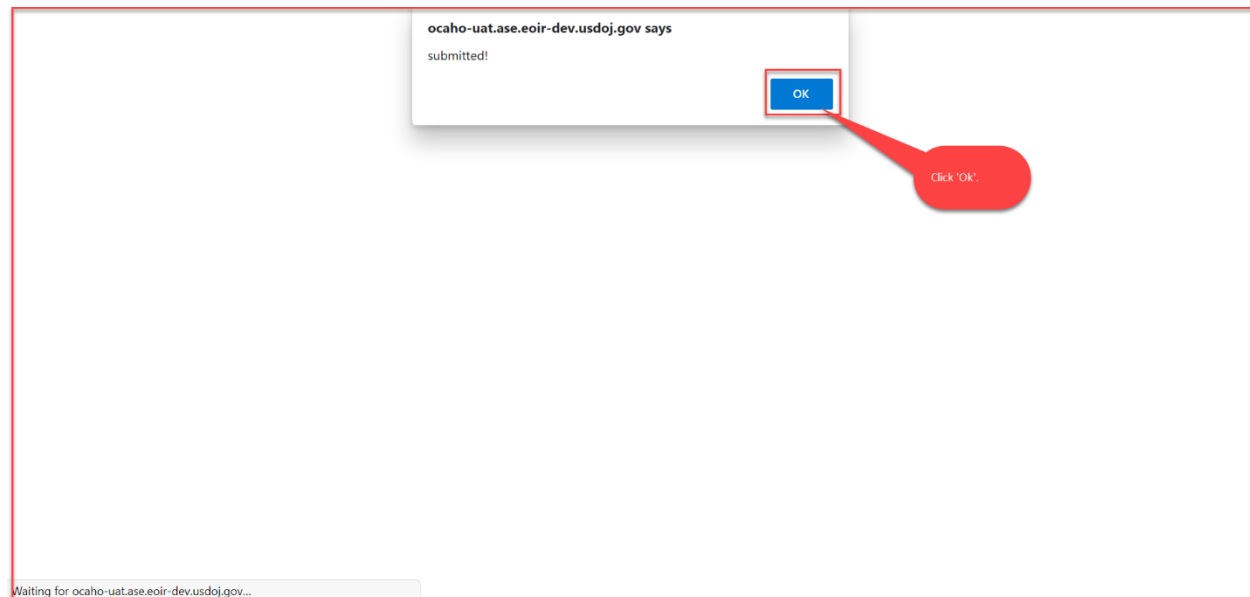 ocaho-uat.ase.eoir-dev.usdoj.gov says
submitted!
OK
Click 'Ok'.
Waiting for ocaho-uat.ase.eoir-dev.usdoj.gov...